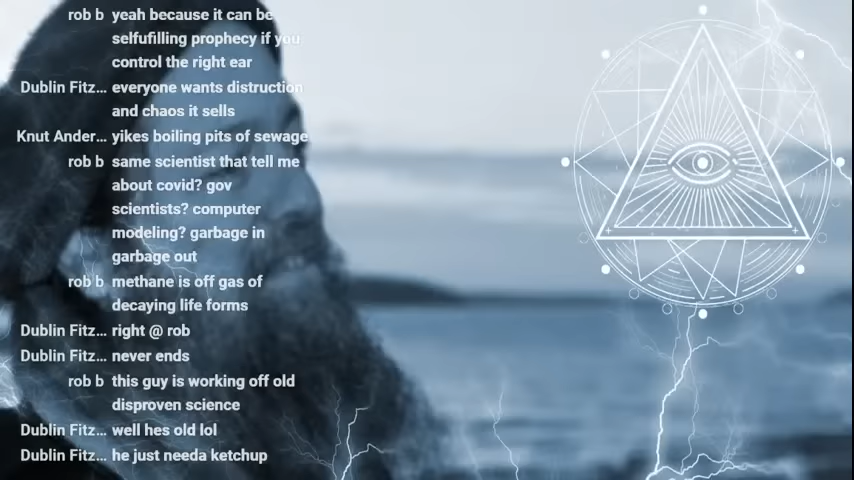 rob b yeah because it can be
selfufilling prophecy if you
control the right ear
Dublin Fitz... everyone wants distruction
and chaos it sells
Knut Ander... yikes boiling pits of sewage
rob b same scientist that tell me
about covid? gov
scientists? computer
modeling? garbage in
garbage out
rob b methane is off gas of
decaying life forms
Dublin Fitz... right @ rob
Dublin Fitz... never ends
rob b this guy is working off old
disproven science
Dublin Fitz... well hes old lol
Dublin Fitz... he just needa ketchup